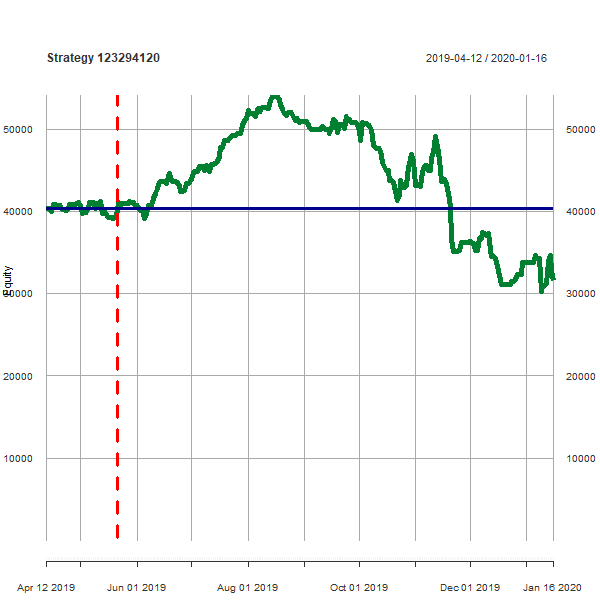 Strategy 123294120
2019-04-12 / 2020-01-16
50000
50000
40000
40000
Equity
30000
30000
20000
20000
10000
10000
Apr 12 2019
Jun 01 2019
Aug 01 2019
Oct 01 2019
Dec 01 2019
Jan 16 2020